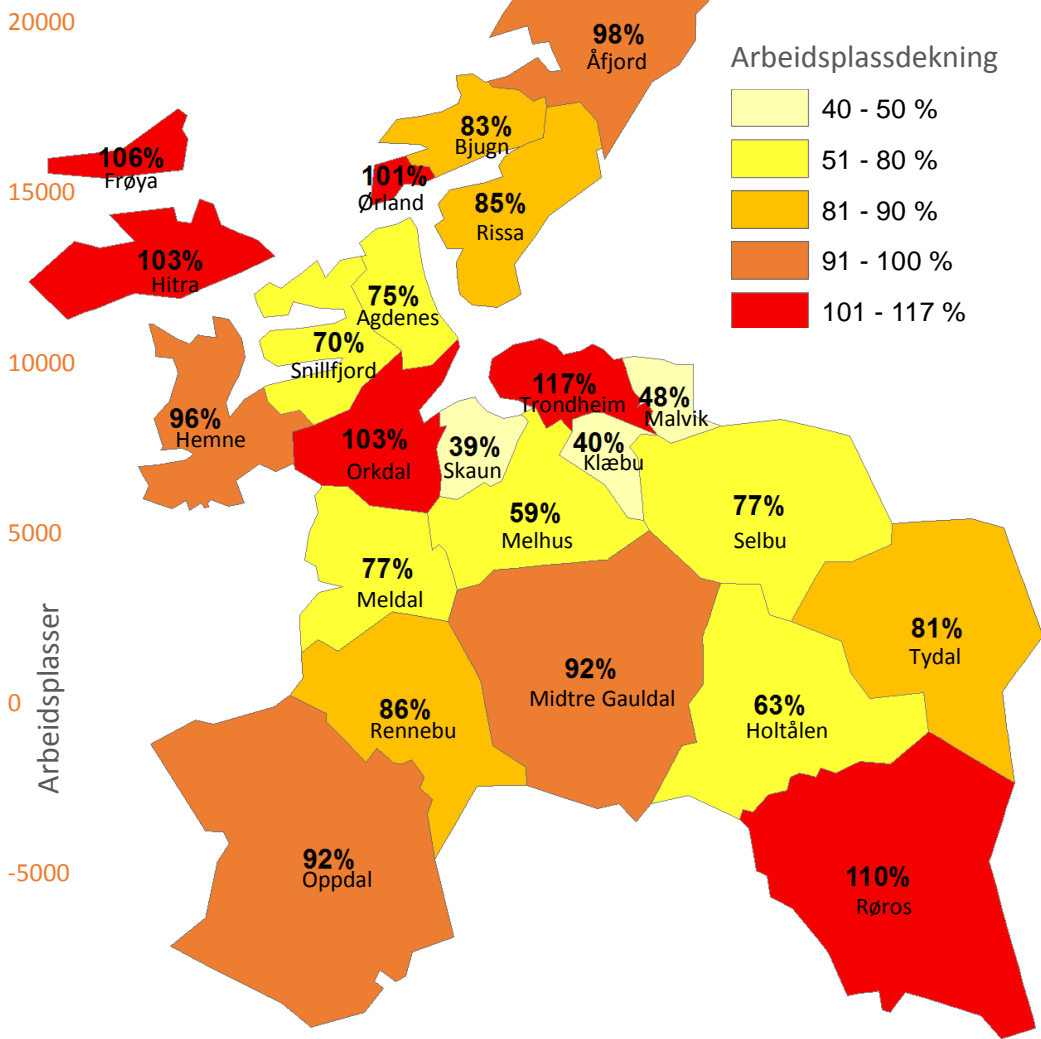 20000
15000
10000
5000
0
-5000
Arbeidsplasser
Arbeidsplassdekning
40 - 50 %
51 - 80 %
81 - 90 %
91 - 100 %
101 - 117 %
98%
Åfjord
83%
Bjugn
106%
Frøya
101%
Ørland
85%
Rissa
103%
Hitra
75%
Agdenes
70%
Snillfjord
117%
Trondheim
48%
Malvik
96%
Hemne
103%
Orkdal
39%
Skaun
40%
Klæbu
59%
Melhus
77%
Selbu
77%
Meldal
81%
Tydal
92%
Midtre Gauldal
86%
Rennebu
63%
Holtålen
92%
Oppdal
110%
Røros